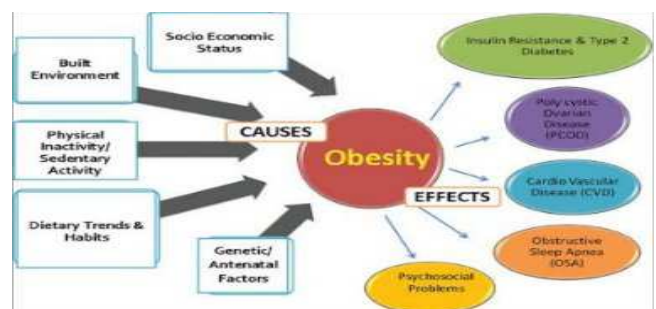 Socio Economic
Status
Built
Environment
Physical
Inactivity/
Sedentary
Activity
Dietary Trends &
Habits
Genetic/
Antenatal
Factors
CAUSES
Obesity
EFFECTS
Insulin Resistance & Type 2
Diabetes
Poly cystic
Ovarian
Disease
(PCOD)
Cardio Vascular
Disease (CVD)
Obstructive
Sleep Apnea
(OSA)
Psychosocial
Problems